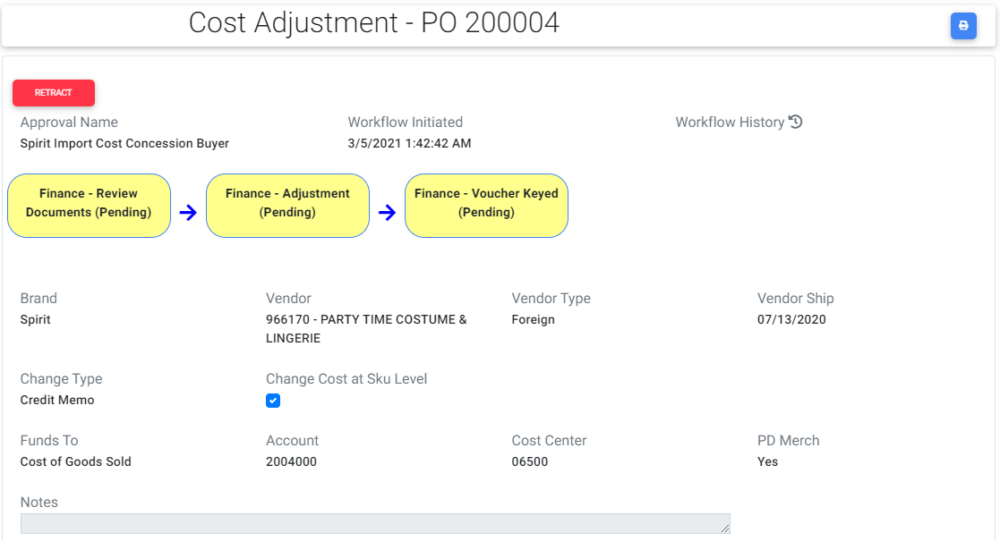 Cost Adjustment - PO 200004
RETRACT
Approval Name
Spirit Import Cost Concession Buyer
Workflow Initiated
3/5/2021 1:42:42 AM
Workflow History
Finance - Review
Documents (Pending)
Finance - Adjustment
(Pending)
Finance - Voucher Keyed
(Pending)
Brand
Spirit
Vendor
966170 - PARTY TIME COSTUME &
LINGERIE
Vendor Type
Foreign
Vendor Ship
07/13/2020
Change Type
Credit Memo
Change Cost at Sku Level
Funds To
Cost of Goods Sold
Account
2004000
Cost Center
06500
PD Merch
Yes
Notes